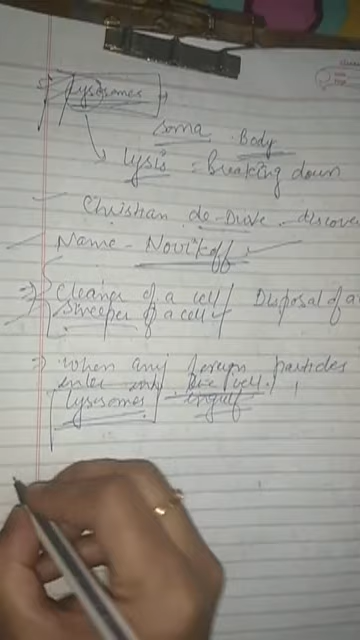 Lysosomes
Soma Body
Lysis = Breaking down
Christian de-Duve - discove
Name - Novikoff
Cleaner of a cell / Disposal of a
Sweeper of a cell
when any foreign particles
enter into the cell,
Lysosomes engulf